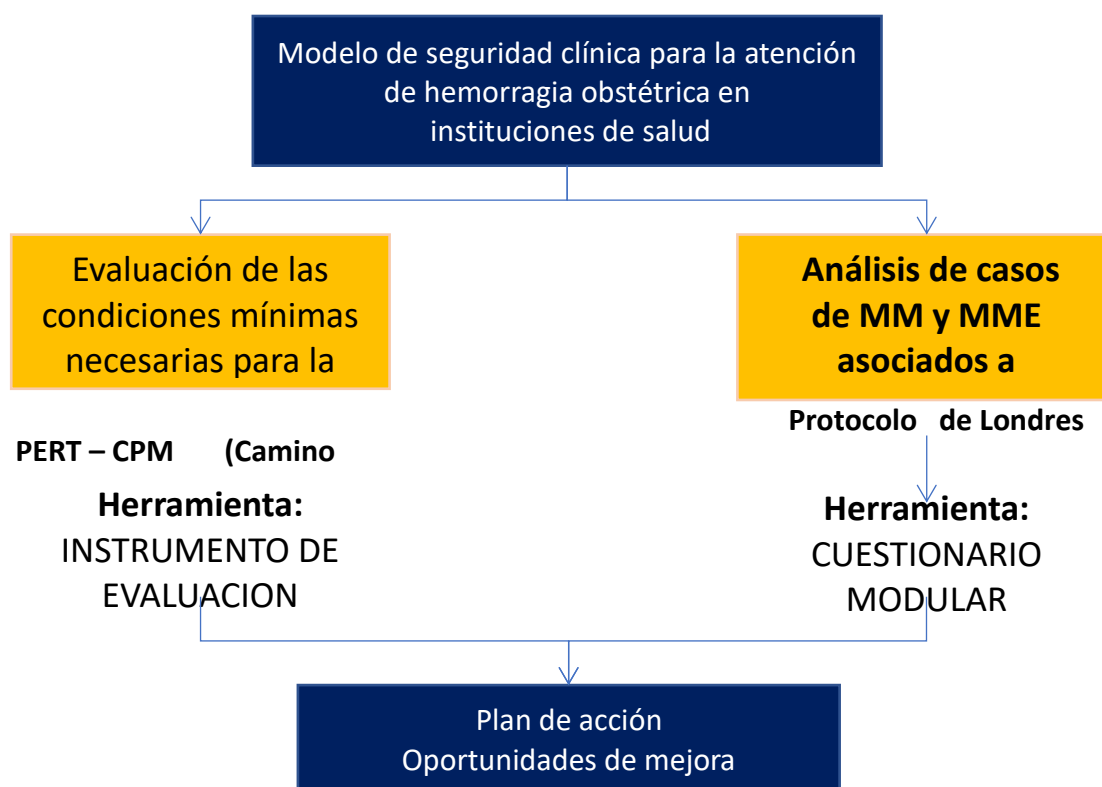 Modelo de seguridad clínica para la atención
de hemorragia obstétrica en
instituciones de salud
Evaluación de las
condiciones mínimas
necesarias para la
PERT – CPM (Camino
Herramienta:
INSTRUMENTO DE
EVALUACION
Análisis de casos
de MM y MME
asociados a
Protocolo de Londres
Herramienta:
CUESTIONARIO
MODULAR
Plan de acción
Oportunidades de mejora